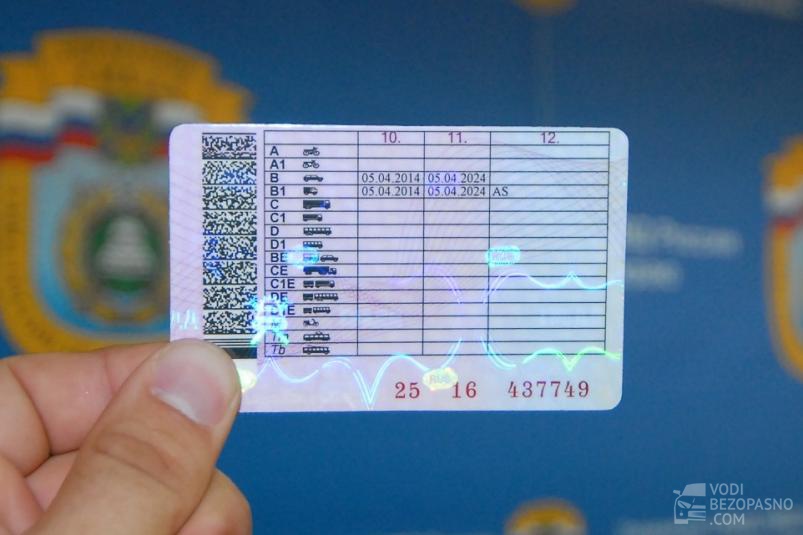 10. 11. 12.
A
A1
B 05.04.2014 05.04.2024
B1 05.04.2014 05.04.2024 AS
C
C1
D
D1
BE
CE
C1E
DE
D1E
Tb
RUS
25 16 437749
VODI
BEZOPASNO
.COM